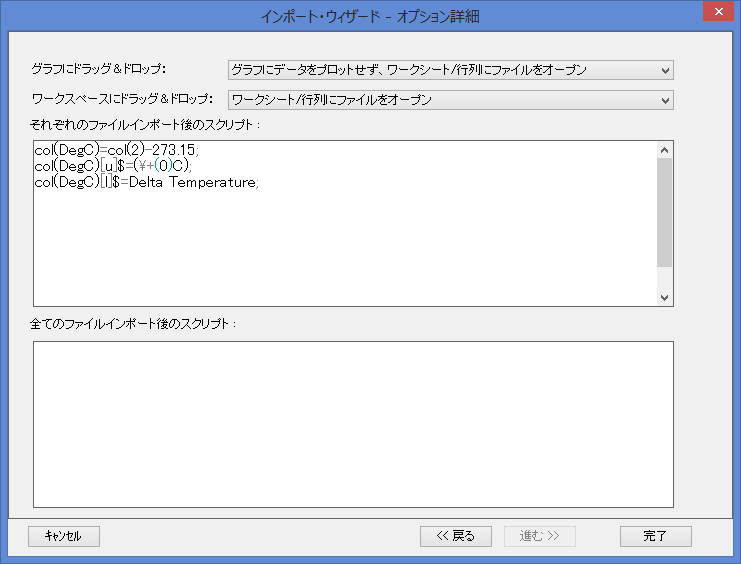 インポート・ウィザード - オプション詳細
グラフにドラッグ＆ドロップ:
グラフにデータをプロットせず、ワークシート/行列にファイルをオープン
ワークスペースにドラッグ＆ドロップ:
ワークシート/行列にファイルをオープン
それぞれのファイルインポート後のスクリプト:
col(DegC)=col(2)-273.15;
col(DegC)[u]$=(¥+(0)C);
col(DegC)[l]$=Delta Temperature;
全てのファイルインポート後のスクリプト:
キャンセル
<< 戻る
進む >>
完了